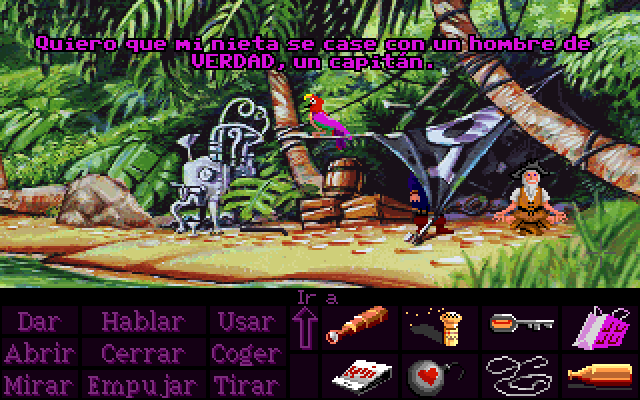 Quiero que mi nieta se case con un hombre de
VERDAD, un capitán.
Ir a
Dar Hablar Usar
Abrir Cerrar Coger
Mirar Empujar Tirar